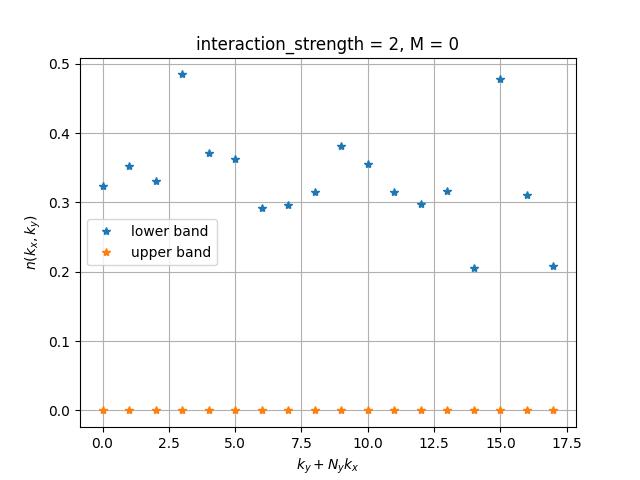 interaction_strength = 2, M = 0
0.5
0.4
0.3
0.2
0.1
0.0
n(kx, ky)
lower band
upper band
0.0 2.5 5.0 7.5 10.0 12.5 15.0 17.5
ky + Nykx